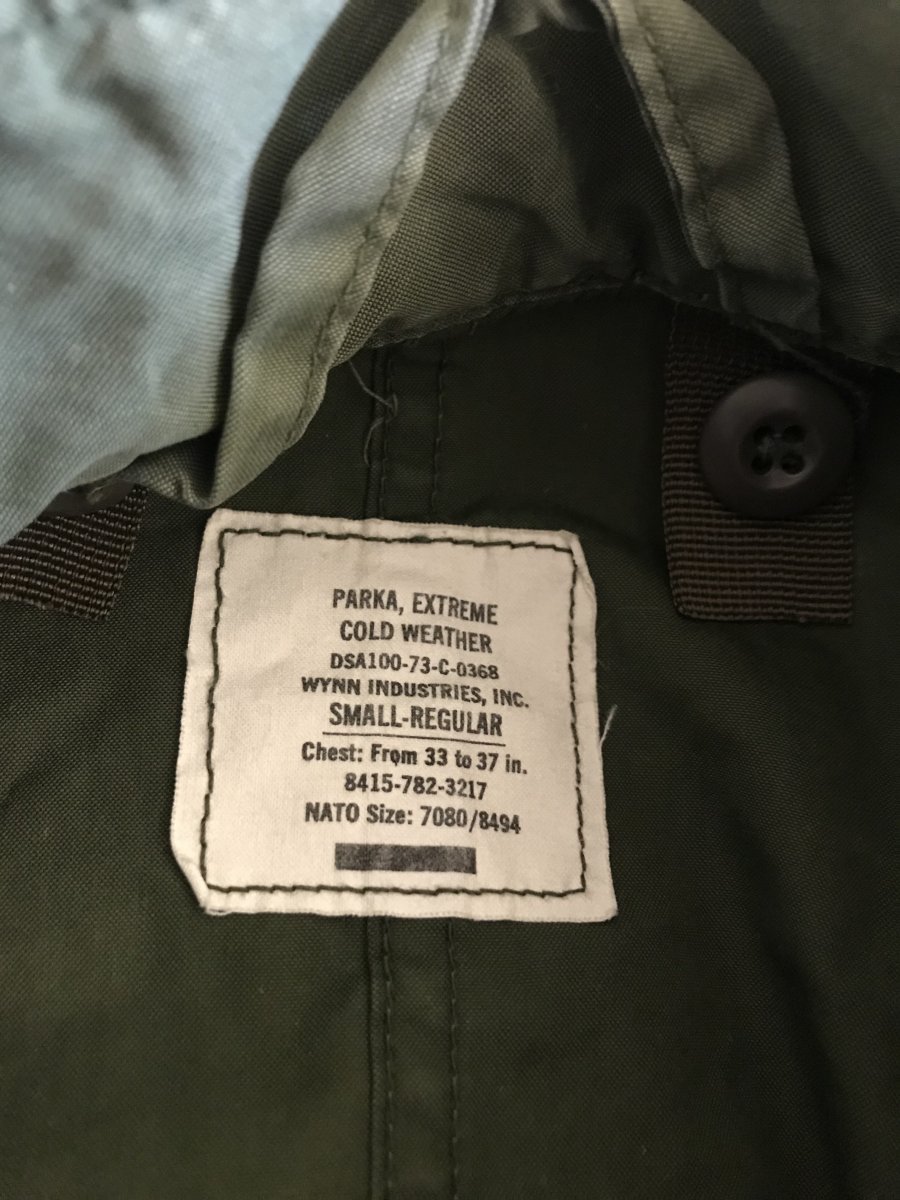 PARKA, EXTREME
COLD WEATHER
DSA100-73-C-0368
WYNN INDUSTRIES, INC.
SMALL-REGULAR
Chest: From 33 to 37 in.
8415-782-3217
NATO Size: 7080/8494